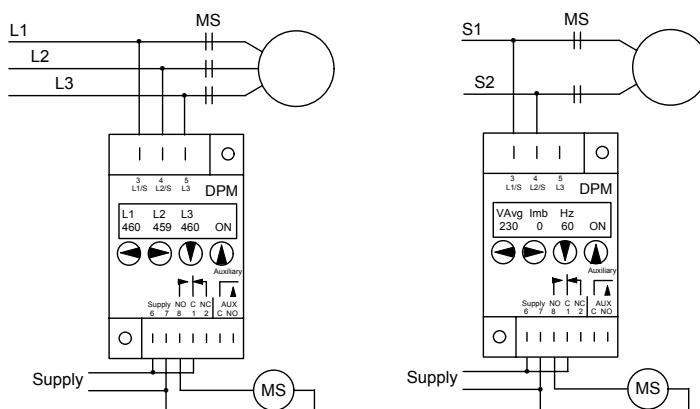 L1
MS
L2
L3
3 4 5
L1/S L2/S L3
DPM
L1 L2 L3
460 459 460 ON
Auxiliary
Supply NO C NC AUX
6 7 8 1 2 C NO
Supply
MS
S1
MS
S2
3 4 5
L1/S L2/S L3
DPM
VAvg Imb Hz
230 0 60 ON
Auxiliary
Supply NO C NC AUX
6 7 8 1 2 C NO
Supply
MS